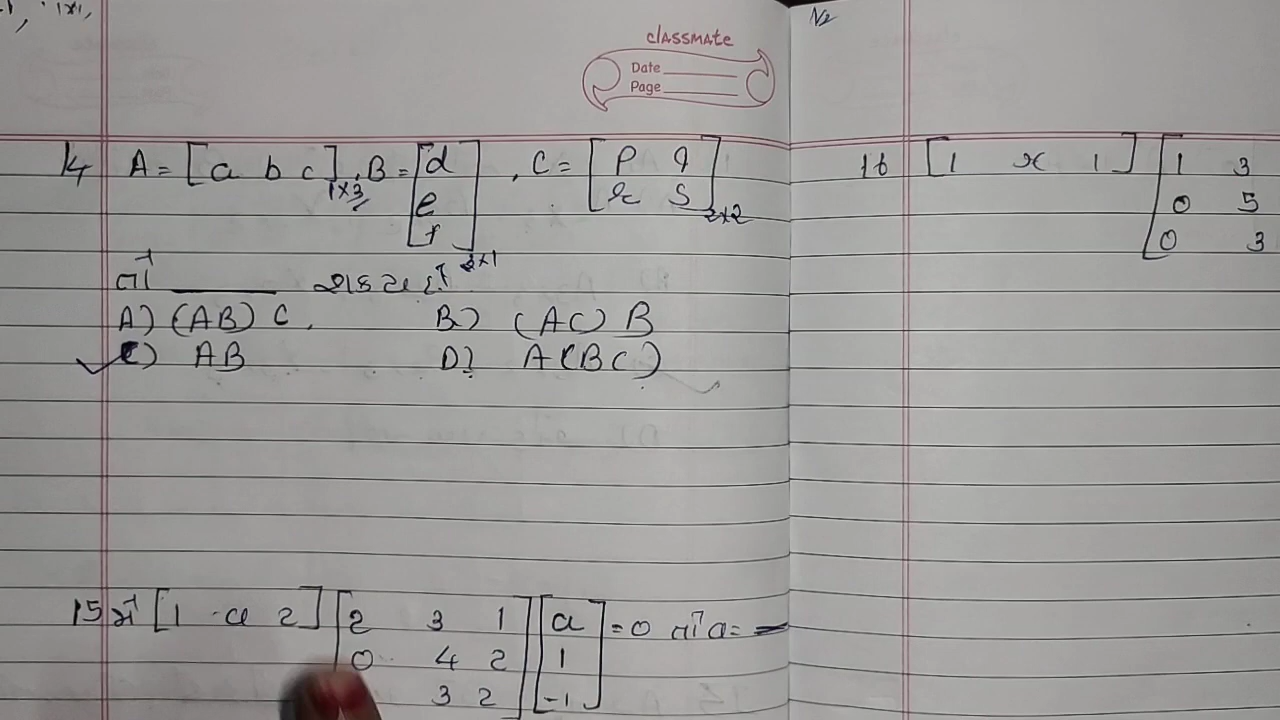 classmate
Date
Page
14 A = [a b c]1×3, B = [d
e
f]3×1, C = [p q
r s]2×2
તો ______ શક્ય છે.
A) (AB) C. B) (AC) B
C) AB D) A(BC)
15 જો [1 a 2] [2 3 1
0 4 2
3 2] [a
1
-1] = 0 તો a = —
16 [1 x 1] [1 3
0 5
0 3